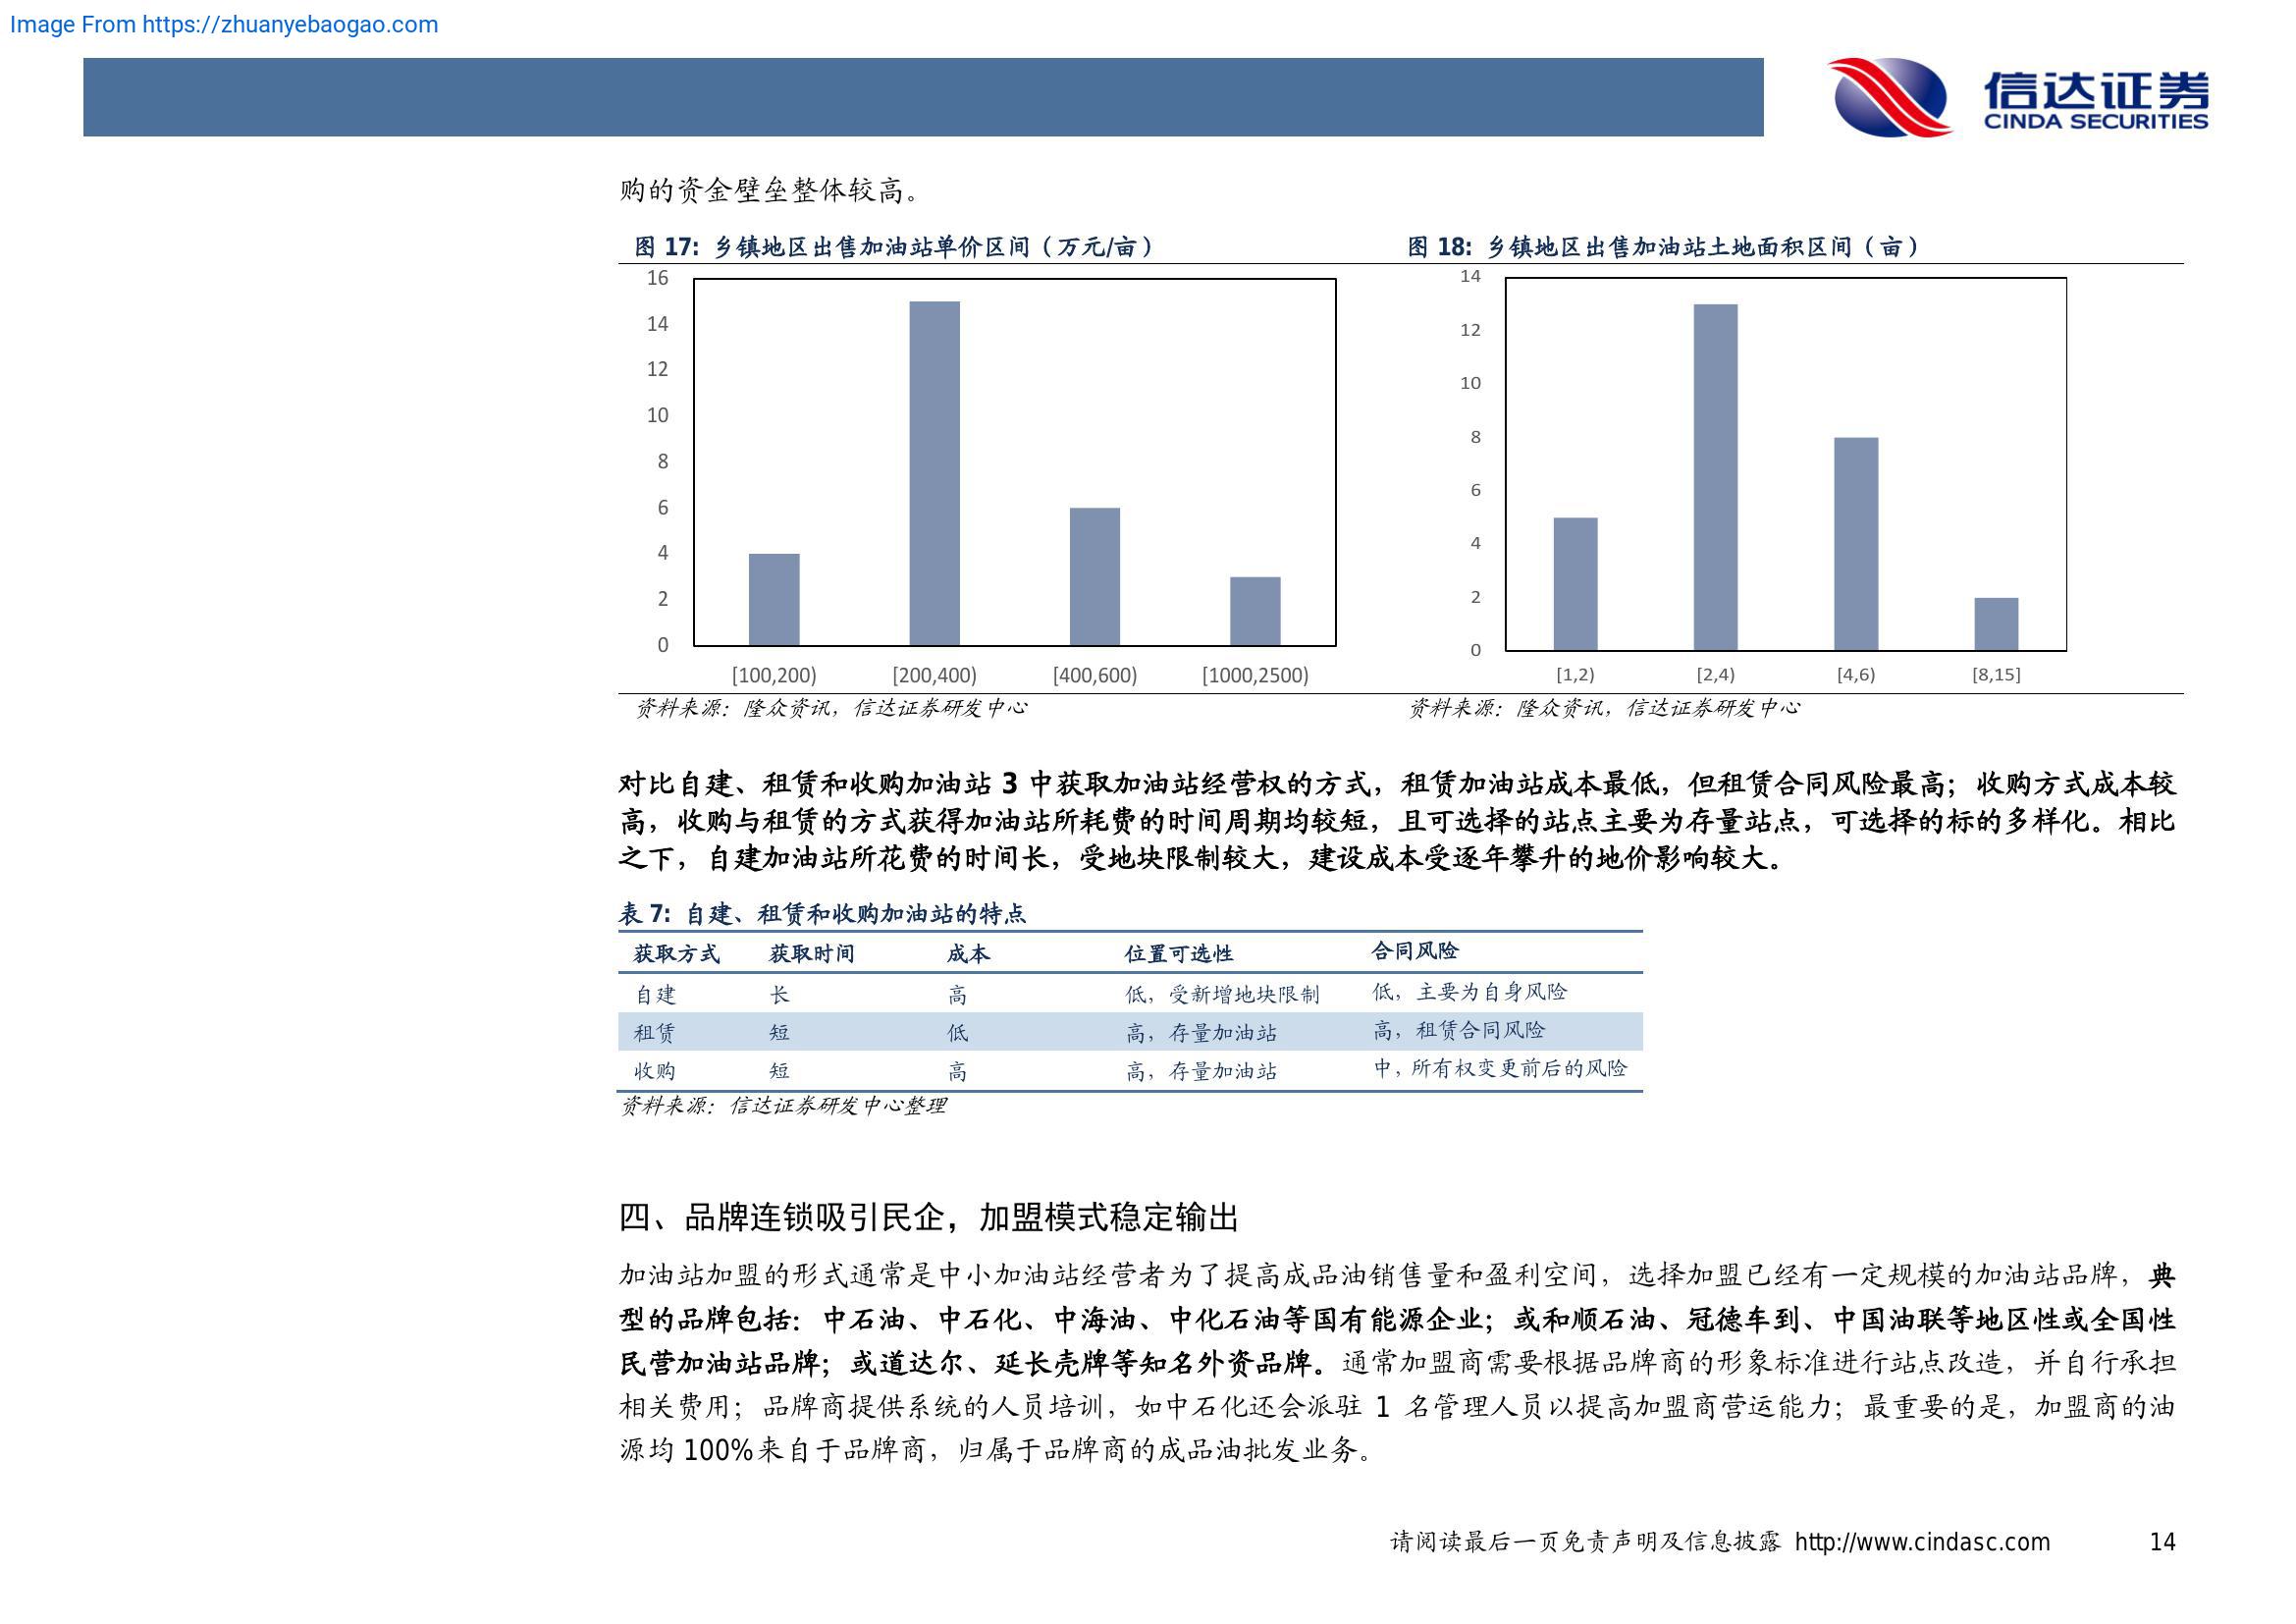 Image From https://zhuanyebaogao.com
信达证券
CINDA SECURITIES
购的资金壁垒整体较高。
图 17: 乡镇地区出售加油站单价区间（万元/亩）
16
14
12
10
8
6
4
2
0
[100,200)
[200,400)
[400,600)
[1000,2500)
资料来源：隆众资讯，信达证券研发中心
图 18: 乡镇地区出售加油站土地面积区间（亩）
14
12
10
8
6
4
2
0
[1,2)
[2,4)
[4,6)
[8,15]
资料来源：隆众资讯，信达证券研发中心
对比自建、租赁和收购加油站 3 中获取加油站经营权的方式，租赁加油站成本最低，但租赁合同风险最高；收购方式成本较
高，收购与租赁的方式获得加油站所耗费的时间周期均较短，且可选择的站点主要为存量站点，可选择的标的多样化。相比
之下，自建加油站所花费的时间长，受地块限制较大，建设成本受逐年攀升的地价影响较大。
表 7: 自建、租赁和收购加油站的特点
获取方式 获取时间 成本 位置可选性 合同风险
自建 长 高 低，受新增地块限制 低，主要为自身风险
租赁 短 低 高，存量加油站 高，租赁合同风险
收购 短 高 高，存量加油站 中，所有权变更前后的风险
资料来源：信达证券研发中心整理
四、品牌连锁吸引民企，加盟模式稳定输出
加油站加盟的形式通常是中小加油站经营者为了提高成品油销售量和盈利空间，选择加盟已经有一定规模的加油站品牌，典
型的品牌包括：中石油、中石化、中海油、中化石油等国有能源企业；或和顺石油、冠德车到、中国油联等地区性或全国性
民营加油站品牌；或道达尔、延长壳牌等知名外资品牌。通常加盟商需要根据品牌商的形象标准进行站点改造，并自行承担
相关费用；品牌商提供系统的人员培训，如中石化还会派驻 1 名管理人员以提高加盟商营运能力；最重要的是，加盟商的油
源均 100%来自于品牌商，归属于品牌商的成品油批发业务。
请阅读最后一页免责声明及信息披露 http://www.cindasc.com 14